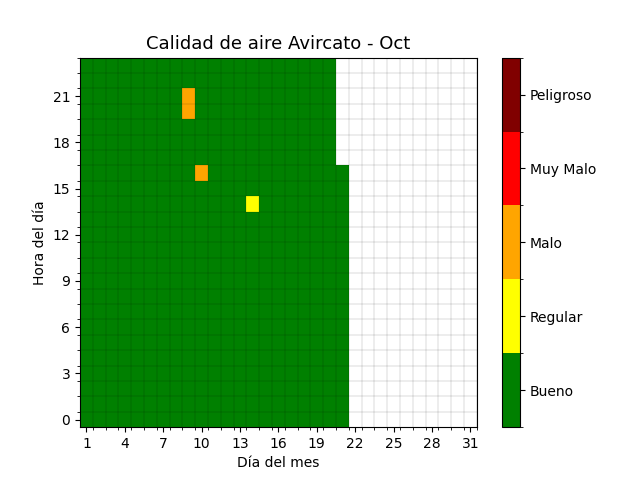 Calidad de aire Avircato - Oct
Peligroso
Muy Malo
Malo
Regular
Bueno
Hora del día
21
18
15
12
9
6
3
0
1 4 7 10 13 16 19 22 25 28 31
Día del mes